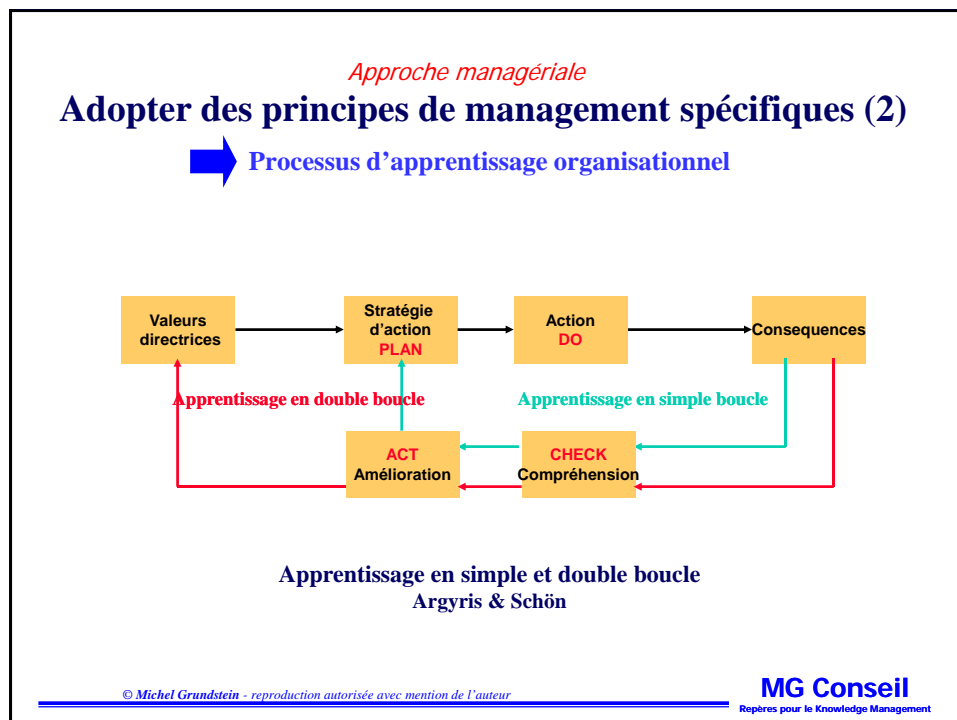 Approche managériale
Adopter des principes de management spécifiques (2)
Processus d'apprentissage organisationnel
Valeurs
directrices
Stratégie
d'action
PLAN
Action
DO
Consequences
Apprentissage en double boucle
Apprentissage en simple boucle
ACT
Amélioration
CHECK
Compréhension
Apprentissage en simple et double boucle
Argyris & Schön
© Michel Grundstein - reproduction autorisée avec mention de l'auteur
MG Conseil
Repères pour le Knowledge Management